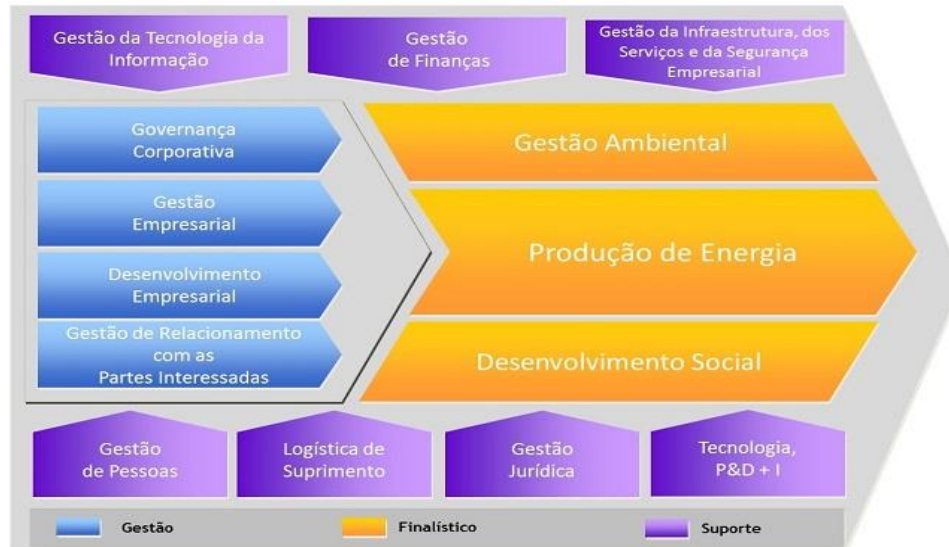 Gestão da Tecnologia da
Informação
Gestão
de Finanças
Gestão da Infraestrutura, dos
Serviços e da Segurança
Empresarial
Governança
Corporativa
Gestão
Empresarial
Desenvolvimento
Empresarial
Gestão de Relacionamento
com as
Partes Interessadas
Gestão Ambiental
Produção de Energia
Desenvolvimento Social
Gestão
de Pessoas
Logística de
Suprimento
Gestão
Jurídica
Tecnologia,
P&D + I
Gestão
Finalístico
Suporte